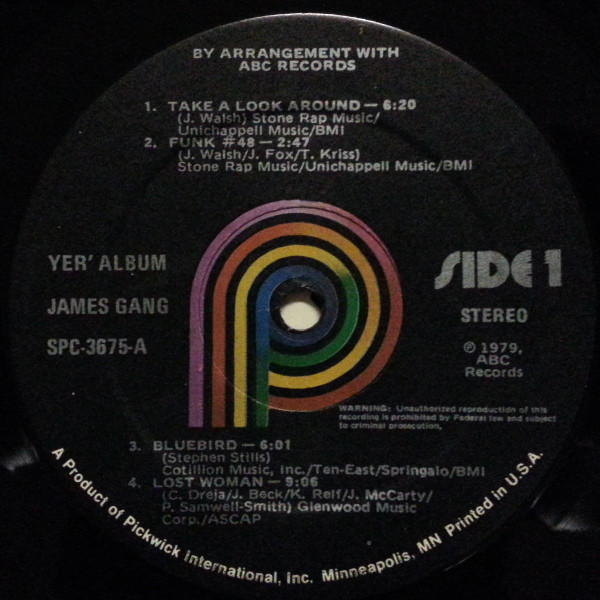 BY ARRANGEMENT WITH
ABC RECORDS
1. TAKE A LOOK AROUND — 6:20
(J. Walsh) Stone Rap Music/
Unichappell Music/BMI
2. FUNK #48 — 2:47
(J. Walsh/J. Fox/T. Kriss)
Stone Rap Music/Unichappell Music/BMI
YER' ALBUM
JAMES GANG
SPC-3675-A
SIDE 1
STEREO
℗ 1979,
ABC
Records
WARNING: Unauthorized reproduction of this
recording is prohibited by Federal law and subject
to criminal prosecution.
3. BLUEBIRD — 6:01
(Stephen Stills)
Cotillion Music, Inc./Ten-East/Springalo/BMI
4. LOST WOMAN — 9:06
(C. Dreja/J. Beck/K. Relf/J. McCarty/
P. Samwell-Smith) Glenwood Music
Corp./ASCAP
A Product of Pickwick International, Inc. Minneapolis, MN Printed in U.S.A.